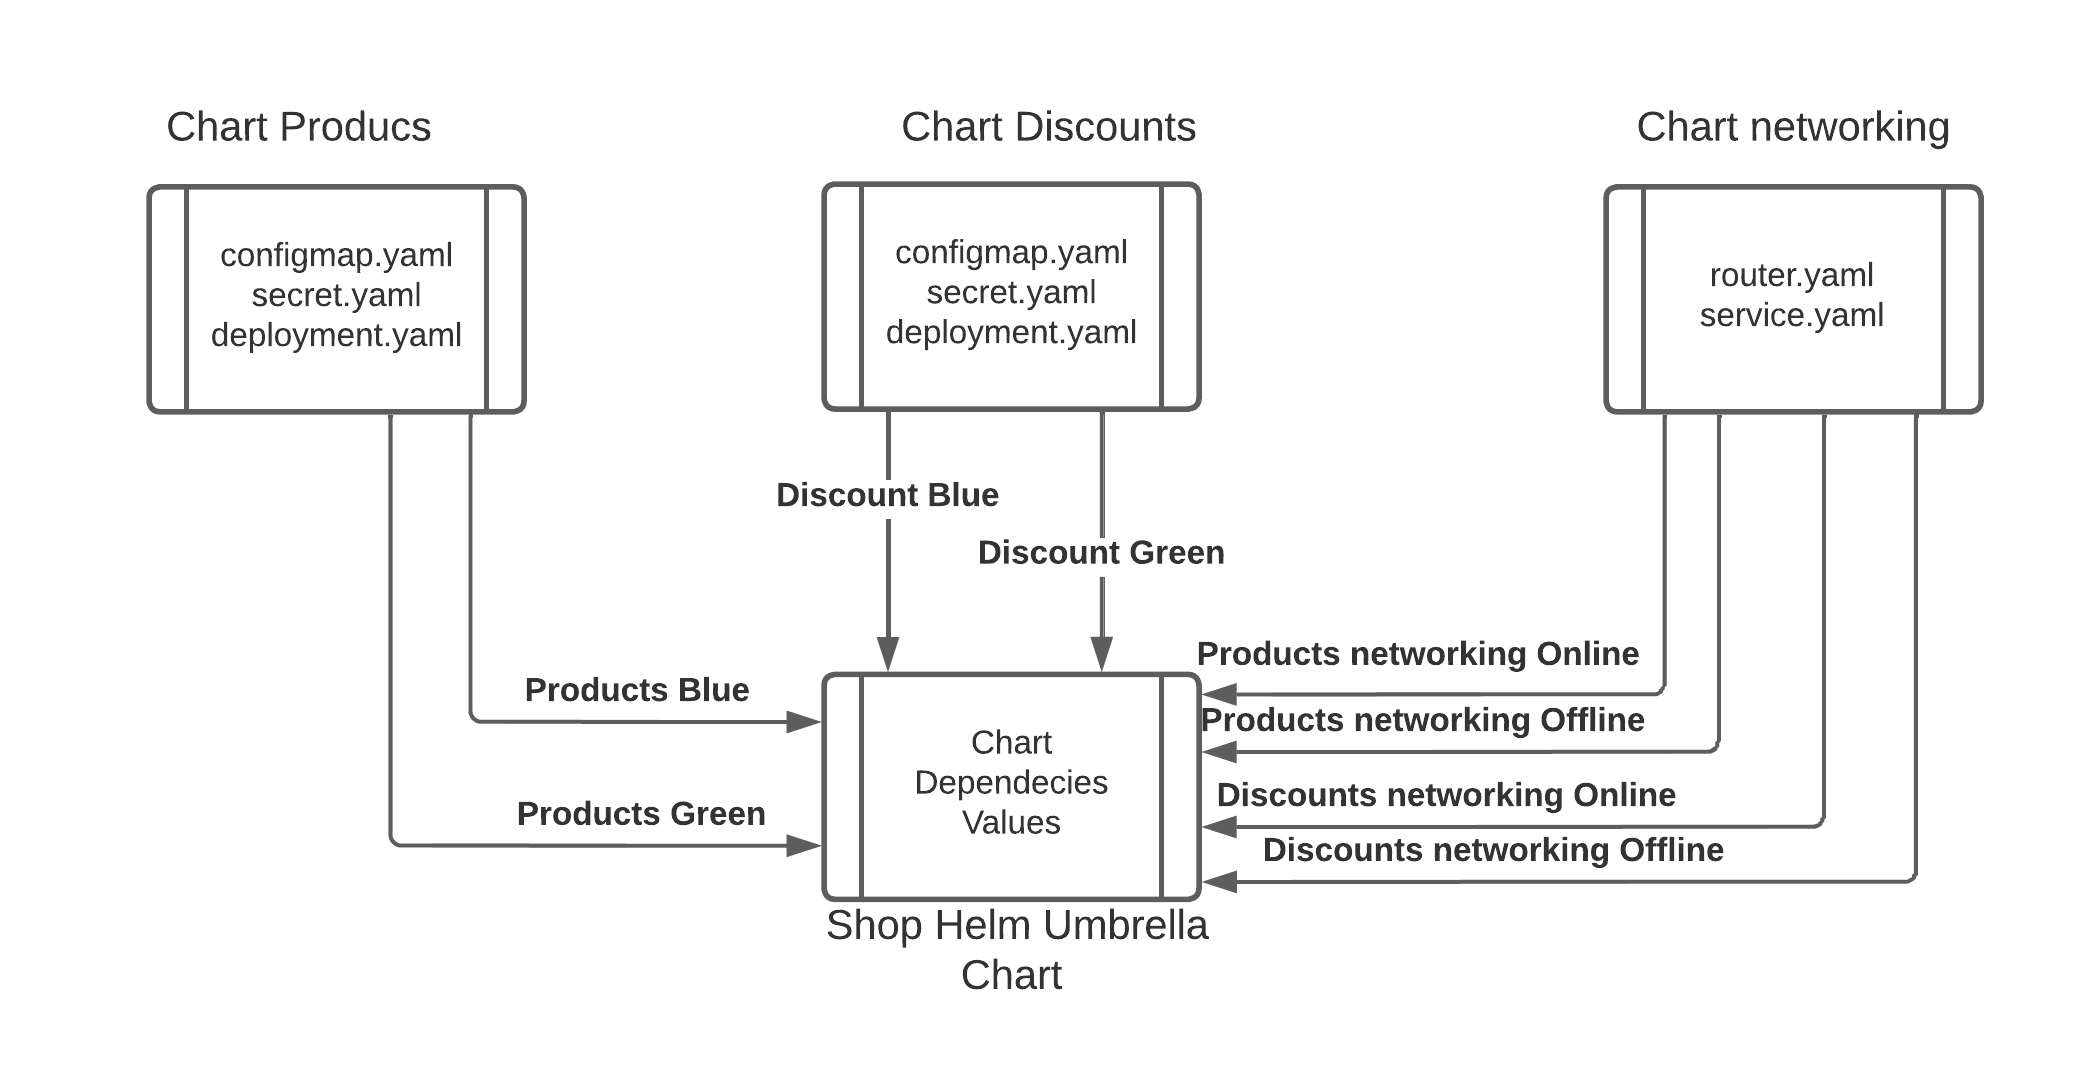 Chart Producs
Chart Discounts
Chart networking
configmap.yaml
secret.yaml
deployment.yaml
configmap.yaml
secret.yaml
deployment.yaml
router.yaml
service.yaml
Discount Blue
Discount Green
Products Blue
Products Green
Products networking Online
Products networking Offline
Discounts networking Online
Discounts networking Offline
Chart
Dependecies
Values
Shop Helm Umbrella
Chart